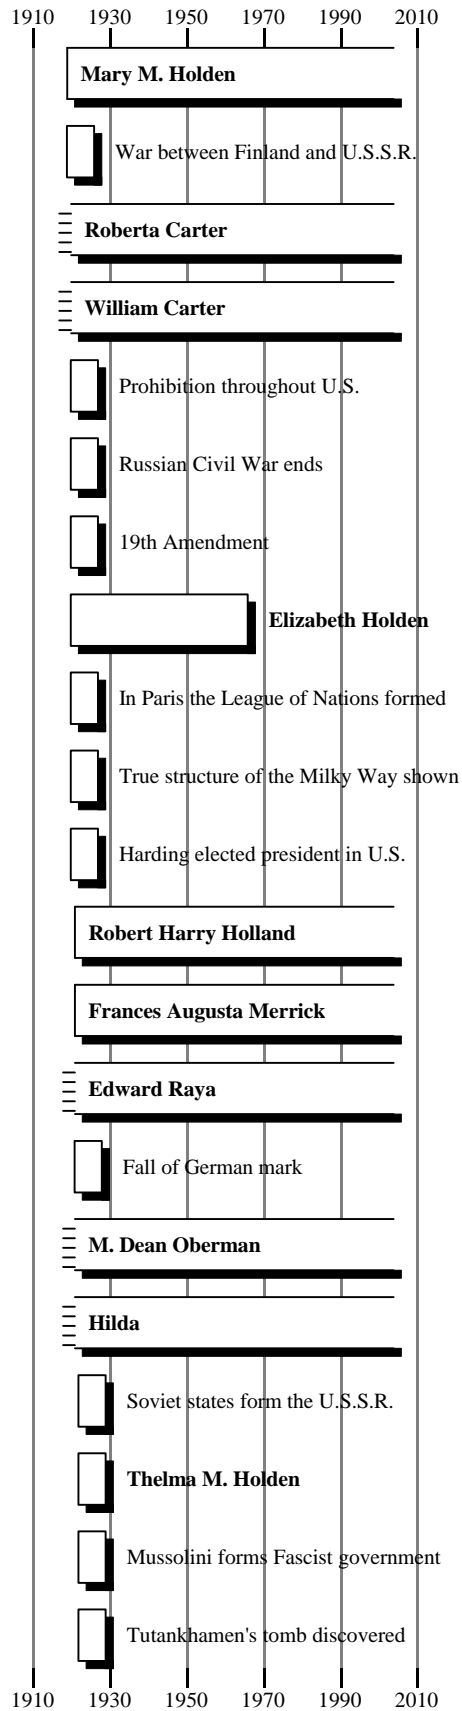 1910 1930 1950 1970 1990 2010
Mary M. Holden
War between Finland and U.S.S.R.
Roberta Carter
William Carter
Prohibition throughout U.S.
Russian Civil War ends
19th Amendment
Elizabeth Holden
In Paris the League of Nations formed
True structure of the Milky Way shown
Harding elected president in U.S.
Robert Harry Holland
Frances Augusta Merrick
Edward Raya
Fall of German mark
M. Dean Oberman
Hilda
Soviet states form the U.S.S.R.
Thelma M. Holden
Mussolini forms Fascist government
Tutankhamen's tomb discovered
1910 1930 1950 1970 1990 2010